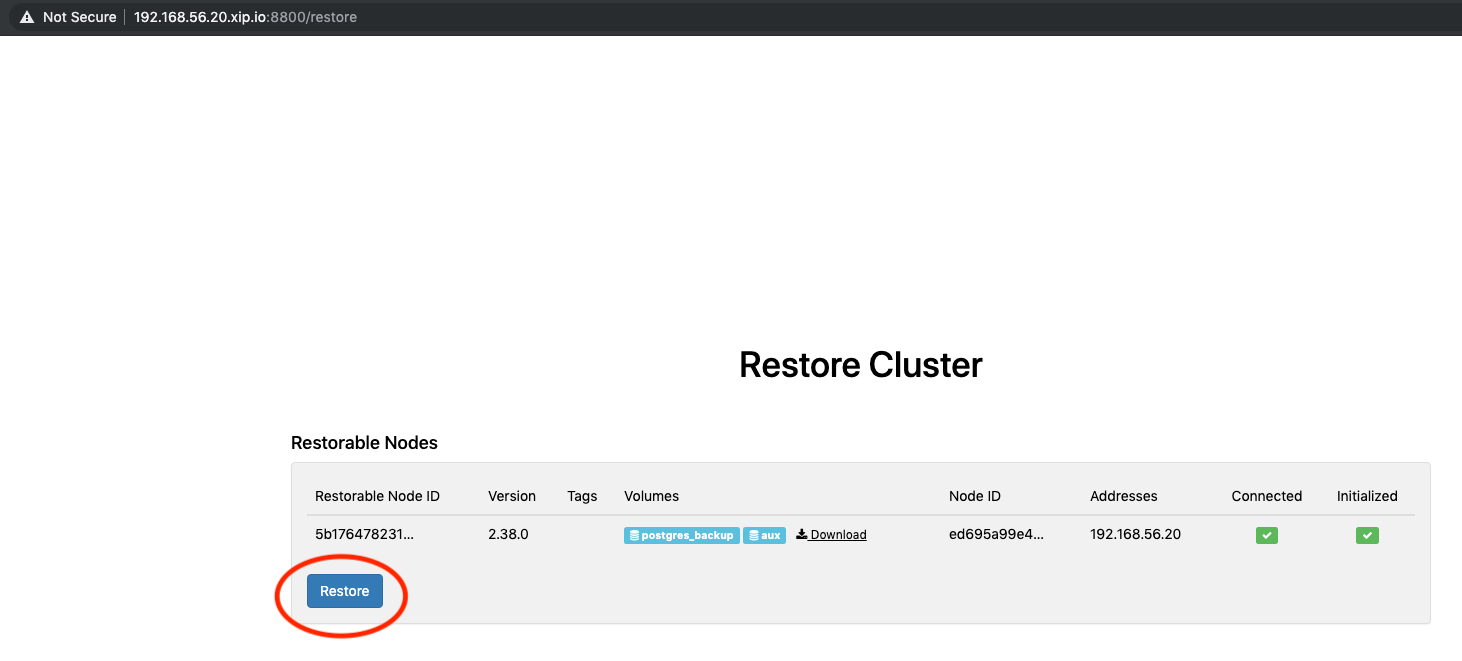 Not Secure 192.168.56.20.xip.io:8800/restore
Restore Cluster
Restorable Nodes
Restorable Node ID Version Tags Volumes Node ID Addresses Connected Initialized
5b176478231... 2.38.0 postgres_backup aux Download ed695a99e4... 192.168.56.20
Restore